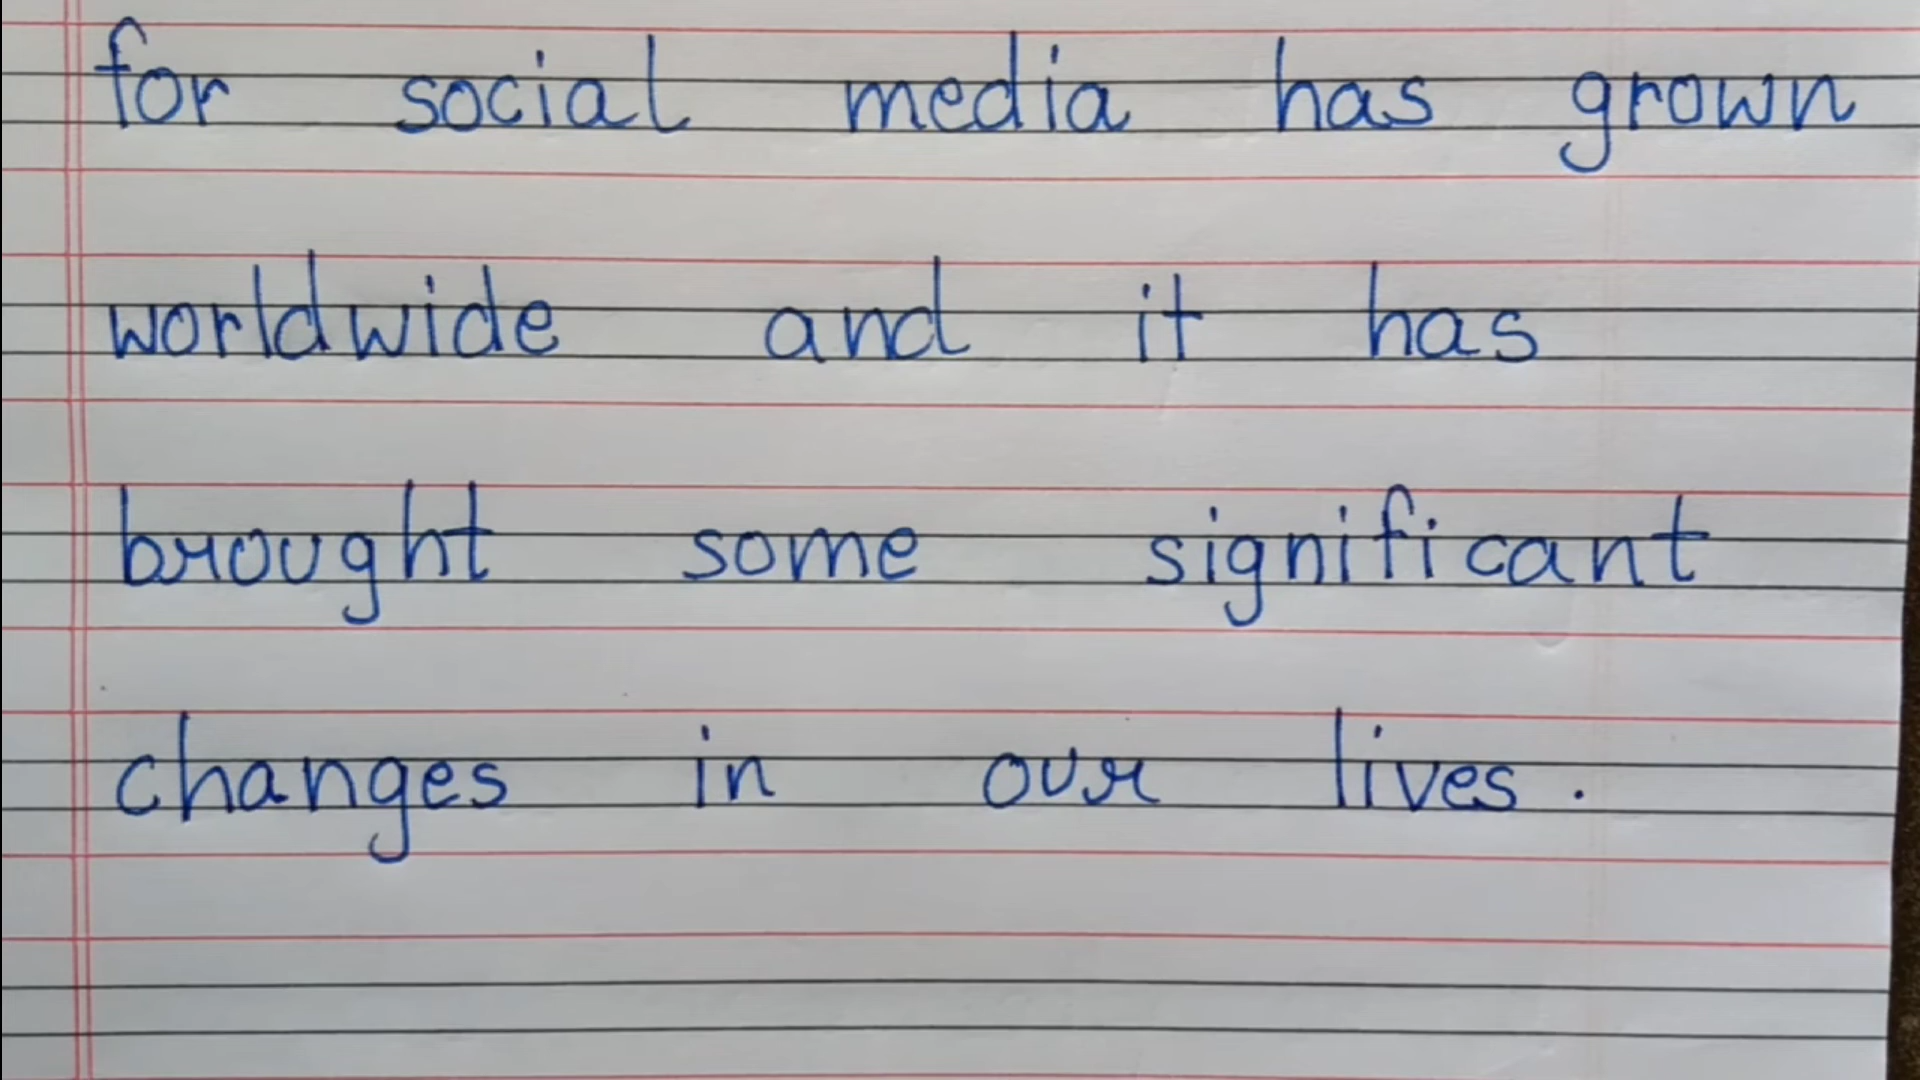 for social media has grown
worldwide and it has
brought some significant
changes in our lives.